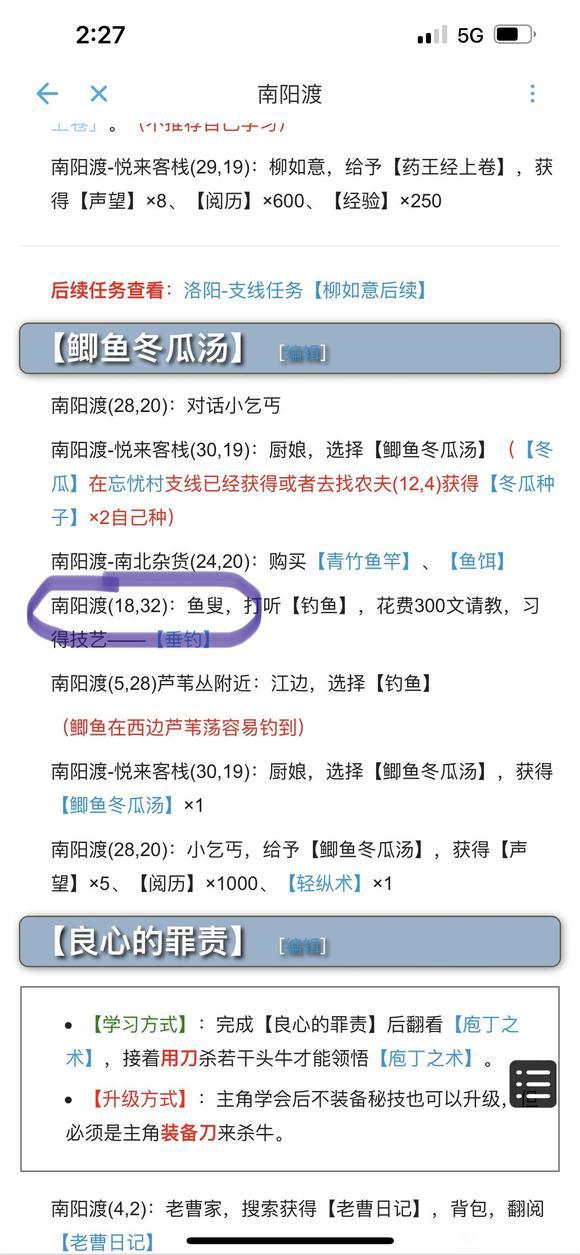 2:27
5G
南阳渡
上卷】。（不推荐自己学习）
南阳渡-悦来客栈(29,19)：柳如意，给予【药王经上卷】，获
得【声望】×8、【阅历】×600、【经验】×250
后续任务查看：洛阳-支线任务【柳如意后续】
【鲫鱼冬瓜汤】 [编辑]
南阳渡(28,20)：对话小乞丐
南阳渡-悦来客栈(30,19)：厨娘，选择【鲫鱼冬瓜汤】（【冬
瓜】在忘忧村支线已经获得或者去找农夫(12,4)获得【冬瓜种
子】×2自己种）
南阳渡-南北杂货(24,20)：购买【青竹鱼竿】、【鱼饵】
南阳渡(18,32)：鱼叟，打听【钓鱼】，花费300文请教，习
得技艺——【垂钓】
南阳渡(5,28)芦苇丛附近：江边，选择【钓鱼】
（鲫鱼在西边芦苇荡容易钓到）
南阳渡-悦来客栈(30,19)：厨娘，选择【鲫鱼冬瓜汤】，获得
【鲫鱼冬瓜汤】×1
南阳渡(28,20)：小乞丐，给予【鲫鱼冬瓜汤】，获得【声
望】×5、【阅历】×1000、【轻纵术】×1
【良心的罪责】 [编辑]
• 【学习方式】：完成【良心的罪责】后翻看【庖丁之
术】，接着用刀杀若干头牛才能领悟【庖丁之术】。
• 【升级方式】：主角学会后不装备秘技也可以升级，但
必须是主角装备刀来杀牛。
南阳渡(4,2)：老曹家，搜索获得【老曹日记】，背包，翻阅
【老曹日记】